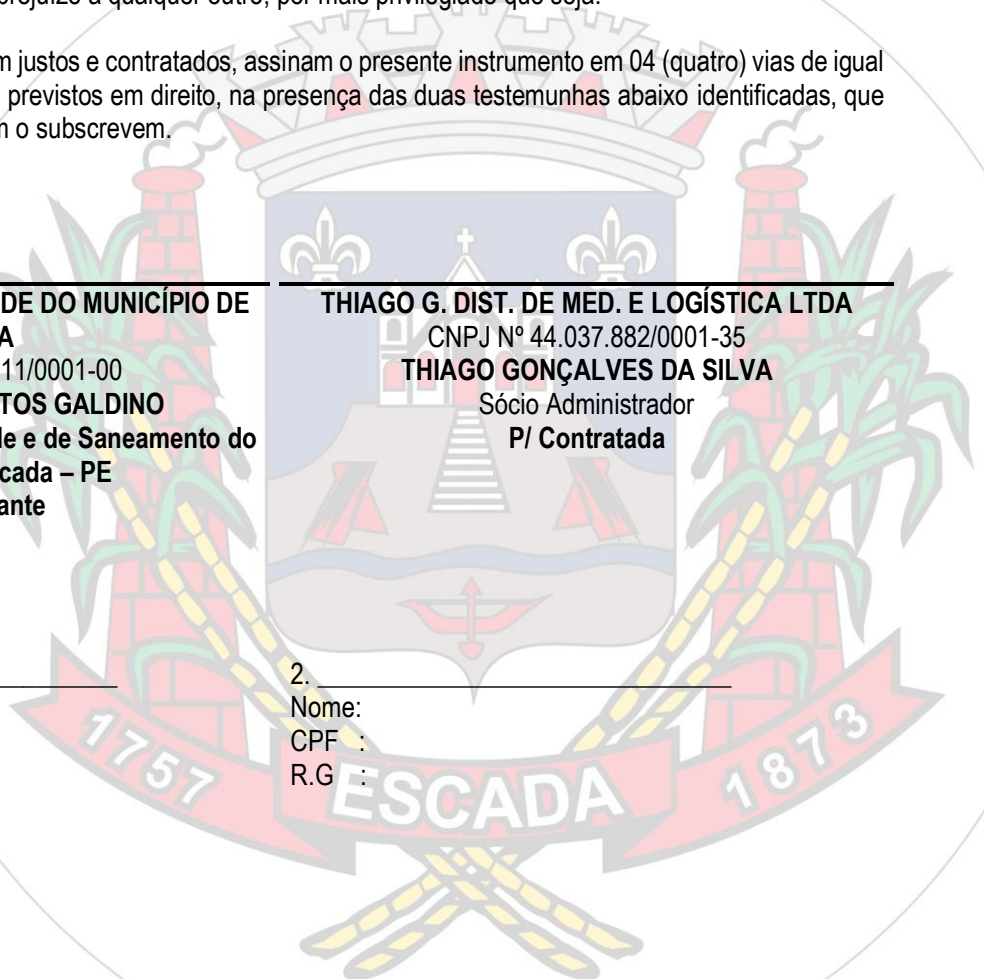 prejuízo a qualquer outro, por mais privilegiado que seja.
m justos e contratados, assinam o presente instrumento em 04 (quatro) vias de igual
previstos em direito, na presença das duas testemunhas abaixo identificadas, que
m o subscrevem.
DE DO MUNICÍPIO DE
A
11/0001-00
TOS GALDINO
de e de Saneamento do
cada – PE
ante
THIAGO G. DIST. DE MED. E LOGÍSTICA LTDA
CNPJ Nº 44.037.882/0001-35
THIAGO GONÇALVES DA SILVA
Sócio Administrador
P/ Contratada
2. ______________________________
Nome:
CPF :
R.G :
1757 ESCADA 1873